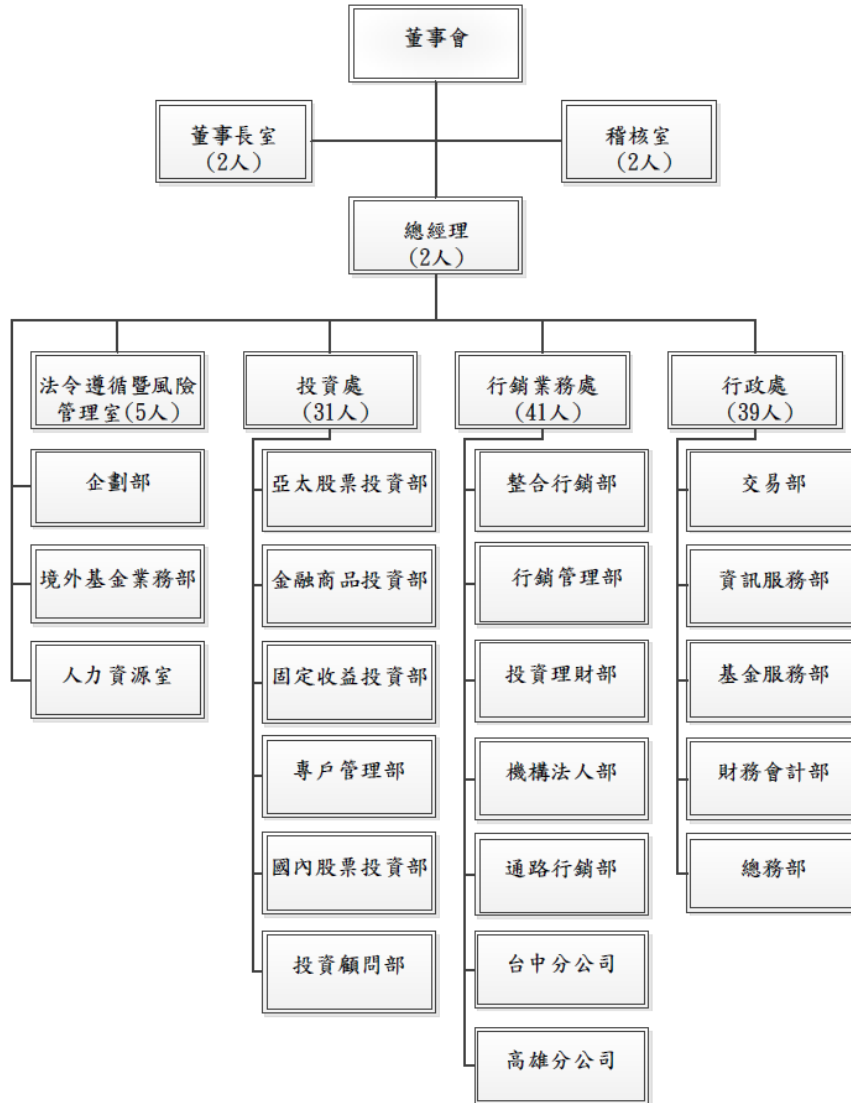 董事會
董事長室
(2人)
稽核室
(2人)
總經理
(2人)
法令遵循暨風險
管理室(5人)
投資處
(31人)
行銷業務處
(41人)
行政處
(39人)
企劃部
亞太股票投資部
整合行銷部
交易部
境外基金業務部
金融商品投資部
行銷管理部
資訊服務部
人力資源室
固定收益投資部
投資理財部
基金服務部
專戶管理部
機構法人部
財務會計部
國內股票投資部
通路行銷部
總務部
投資顧問部
台中分公司
高雄分公司